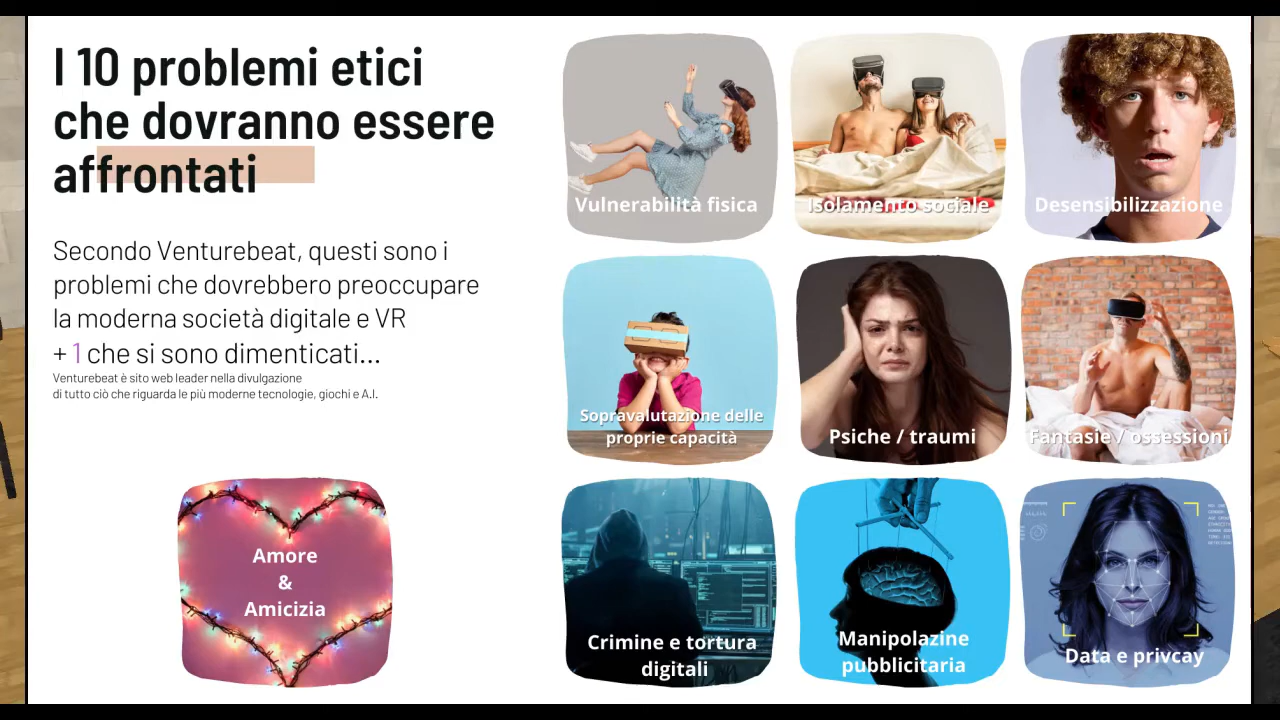 I 10 problemi etici
che dovranno essere
affrontati
Secondo Venturebeat, questi sono i
problemi che dovrebbero preoccupare
la moderna società digitale e VR
+ 1 che si sono dimenticati...
Venturebeat è sito web leader nella divulgazione
di tutto ciò che riguarda le più moderne tecnologie, giochi e A.I.
Vulnerabilità fisica
Isolamento sociale
Desensibilizzazione
Sopravalutazione delle
proprie capacità
Psiche / traumi
Fantasie / ossessioni
Amore
&
Amicizia
Crimine e tortura
digitali
Manipolazine
pubblicitaria
Data e privcay